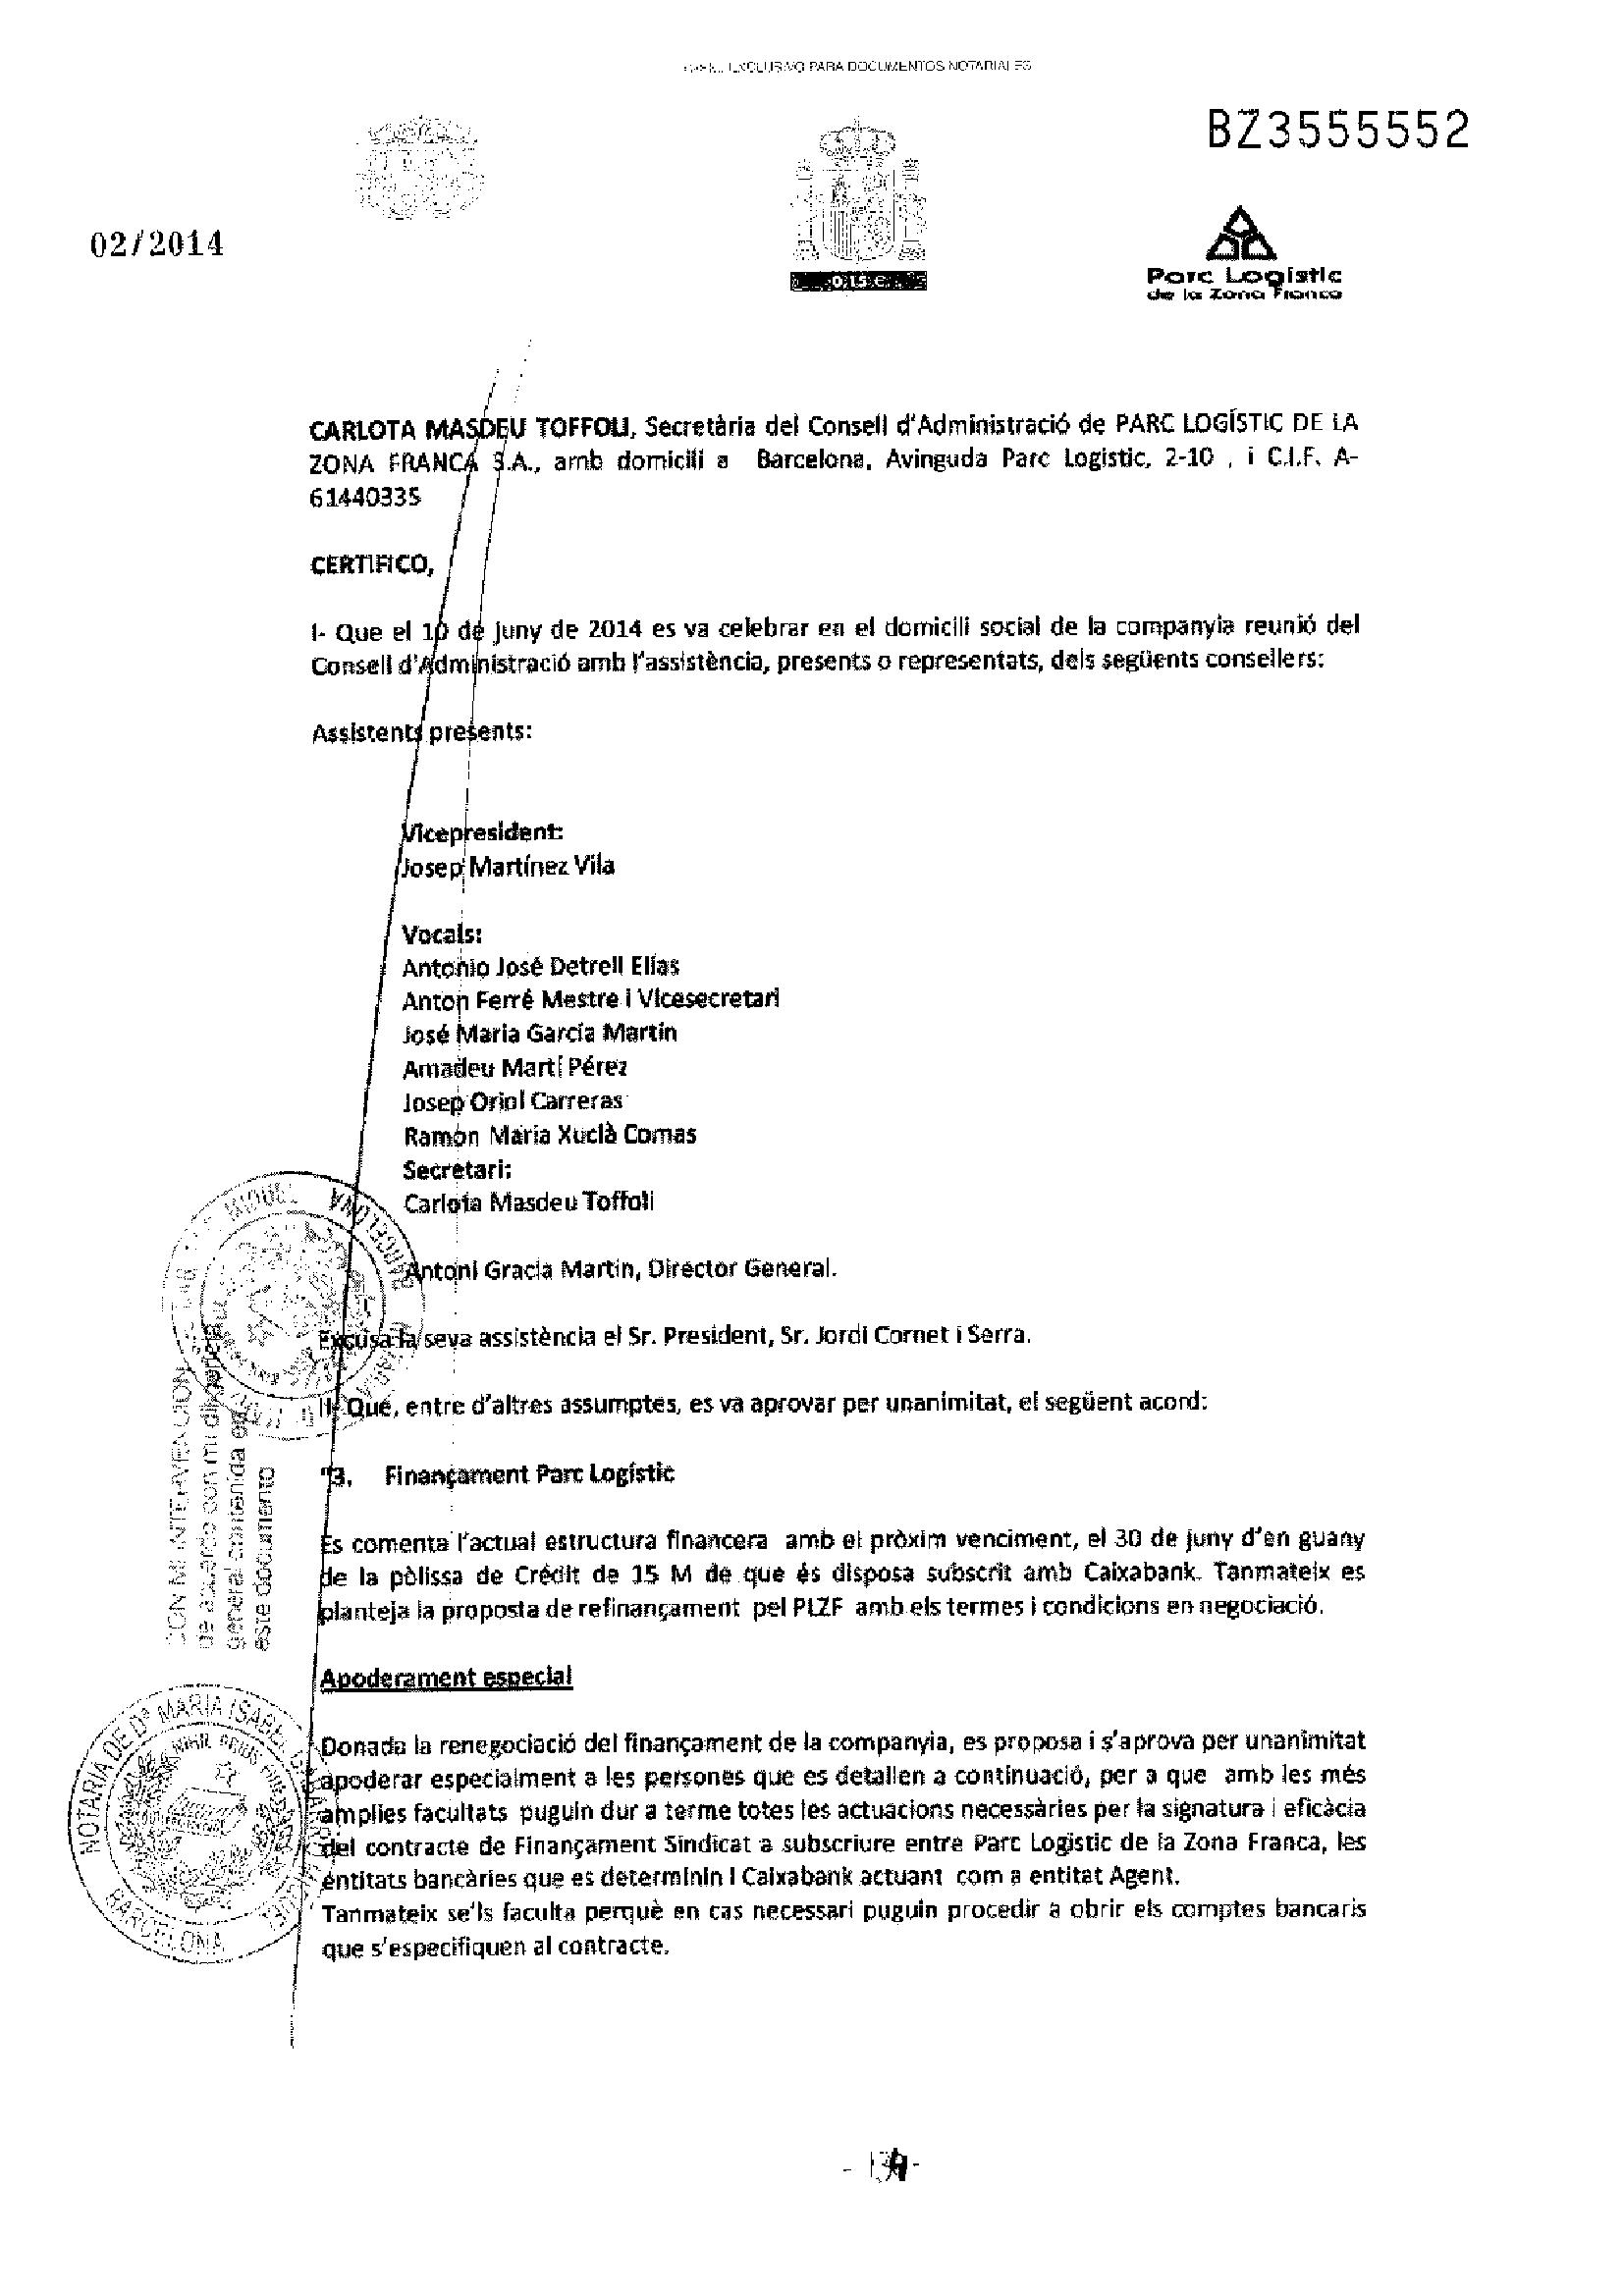 EXCLUSIVO PARA DOCUMENTOS NOTARIALES
BZ3555552
02/2014
0,15 €
Parc Logístic
de la Zona Franca
CARLOTA MASDEU TOFFOLI, Secretària del Consell d'Administració de PARC LOGÍSTIC DE LA
ZONA FRANCA S.A., amb domicili a Barcelona, Avinguda Parc Logistic, 2-10 , i C.I.F. A-
61440335
CERTIFICO,
I- Que el 10 de juny de 2014 es va celebrar en el domicili social de la companyia reunió del
Consell d'Administració amb l'assistència, presents o representats, dels següents consellers:
Assistents presents:
Vicepresident:
Josep Martínez Vila
Vocals:
Antonio José Detrell Elías
Anton Ferré Mestre i Vicesecretari
José Maria García Martín
Amadeu Martí Pérez
Josep Oriol Carreras
Ramon Maria Xuclà Comas
Secretari:
Carlota Masdeu Toffoli
Antoni Gracia Martin, Director General.
Excusa la seva assistència el Sr. President, Sr. Jordi Cornet i Serra.
II- Que, entre d'altres assumptes, es va aprovar per unanimitat, el següent acord:
"3. Finançament Parc Logístic
Es comenta l'actual estructura financera amb el pròxim venciment, el 30 de juny d'en guany
de la pòlissa de Crèdit de 15 M de que és disposa subscrit amb Caixabank. Tanmateix es
planteja la proposta de refinançament pel PLZF amb els termes i condicions en negociació.
Apoderament especial
Donada la renegociació del finançament de la companyia, es proposa i s'aprova per unanimitat
apoderar especialment a les persones que es detallen a continuació, per a que amb les més
amplies facultats puguin dur a terme totes les actuacions necessàries per la signatura i eficàcia
del contracte de Finançament Sindicat a subscriure entre Parc Logistic de la Zona Franca, les
entitats bancàries que es determinin i Caixabank actuant com a entitat Agent.
Tanmateix se'ls faculta perquè en cas necessari puguin procedir a obrir els comptes bancaris
que s'especifiquen al contracte.
CON MI INTERVENCION
de acuerdo con mi diligencia
general contenida en
este documento
NOTARIA DE Dª MARIA ISABEL
NIHIL PRIUS FIDE
BARCELONA
MIQUEL BARCELONA